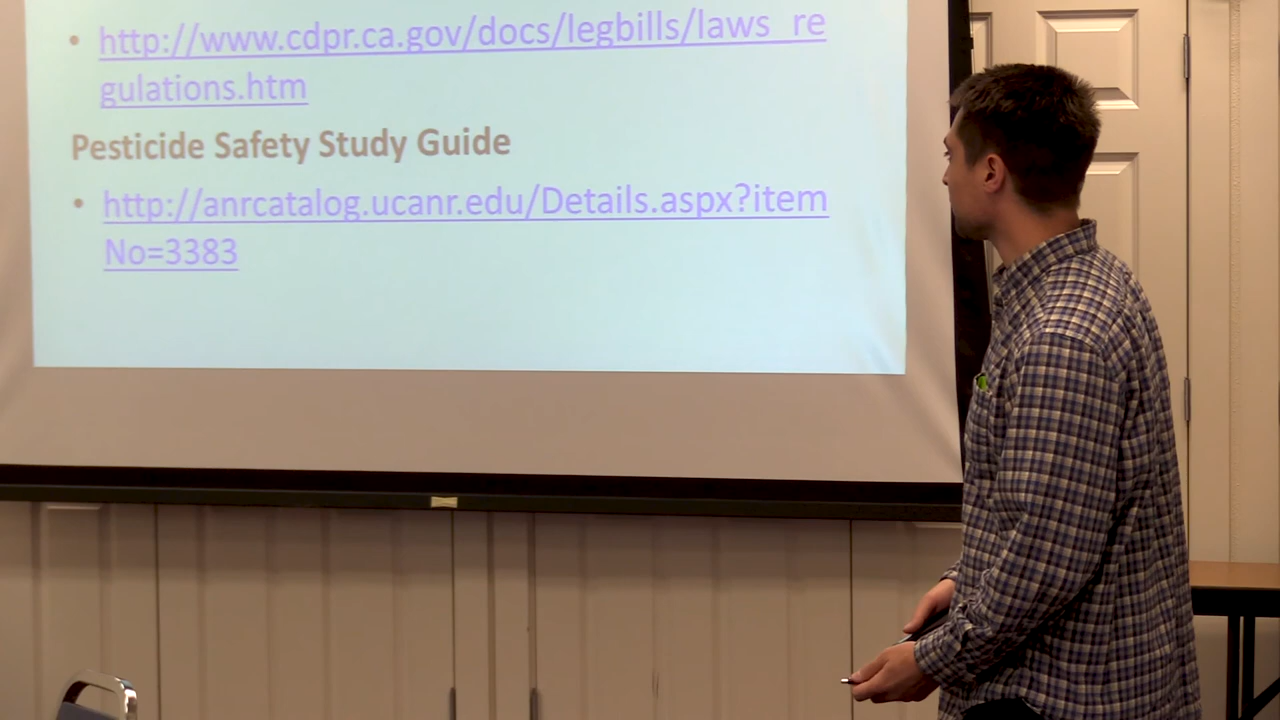 • http://www.cdpr.ca.gov/docs/legbills/laws_re
gulations.htm
Pesticide Safety Study Guide
• http://anrcatalog.ucanr.edu/Details.aspx?item
No=3383